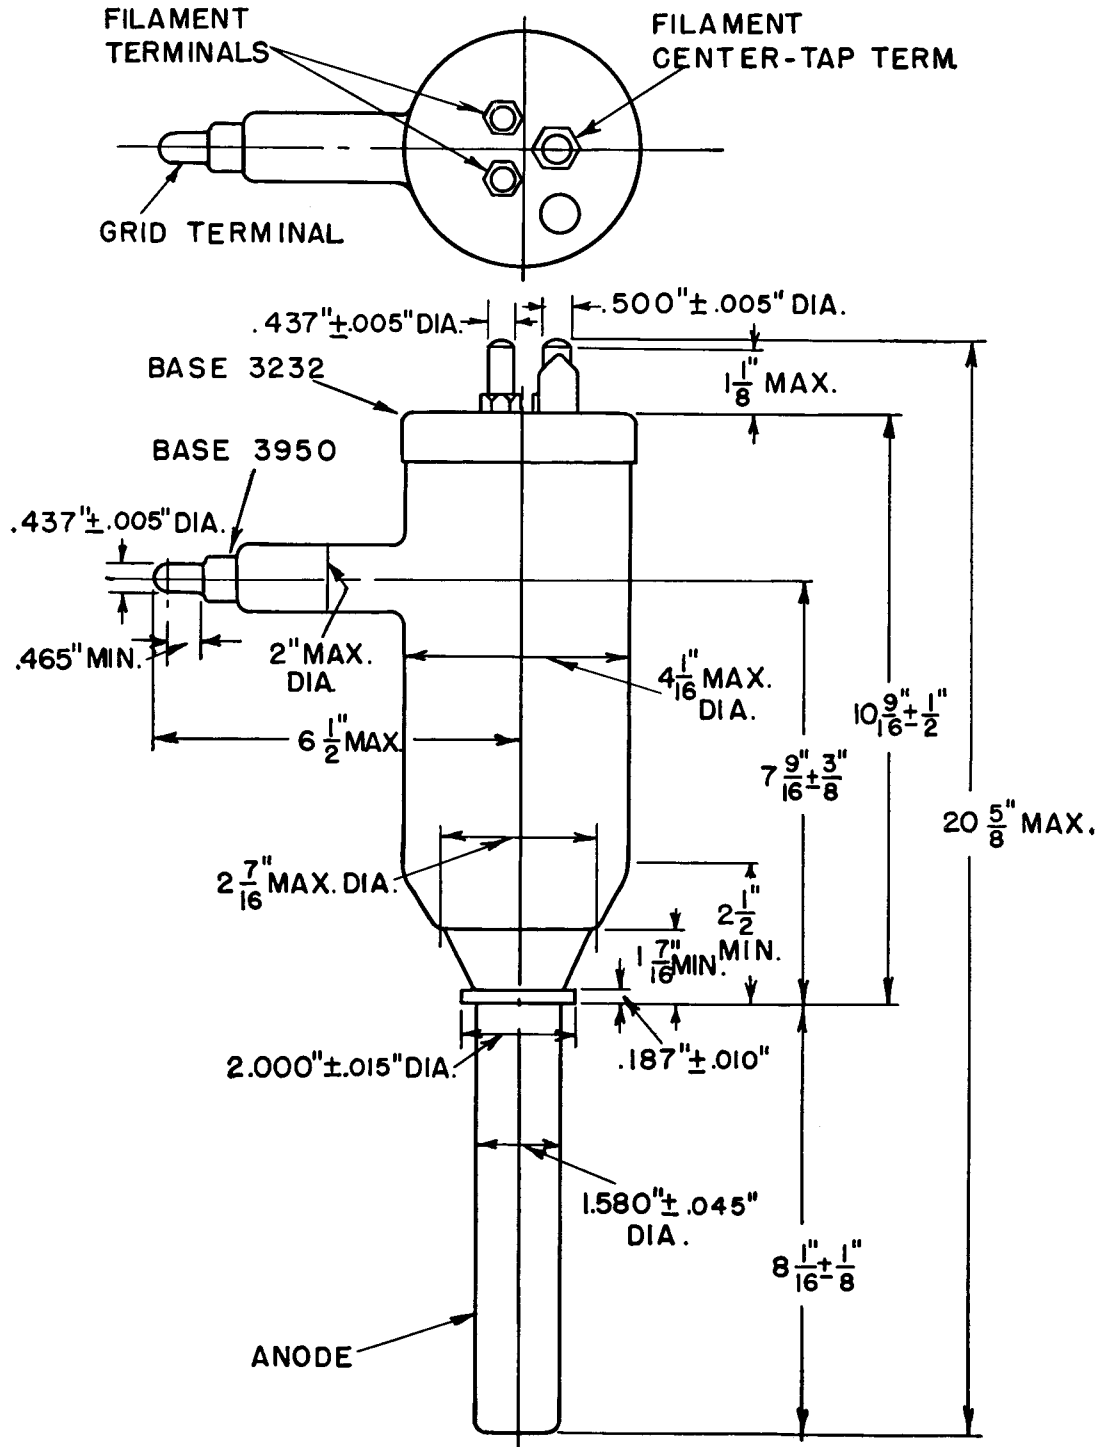 FILAMENT
TERMINALS
FILAMENT
CENTER-TAP TERM.
GRID TERMINAL
.437"±.005" DIA.
.500"±.005" DIA.
BASE 3232
1 1/8" MAX.
BASE 3950
.437"±.005" DIA.
.465" MIN.
2" MAX.
DIA.
4 1/16" MAX.
DIA.
6 1/2" MAX.
10 9/16" ± 1/2"
7 9/16" ± 3/8"
20 5/8" MAX.
2 7/16" MAX. DIA.
2 1/2"
MIN.
1 7/16" MIN.
2.000"±.015" DIA.
.187"±.010"
1.580"±.045"
DIA.
8 1/16" ± 1/8"
ANODE